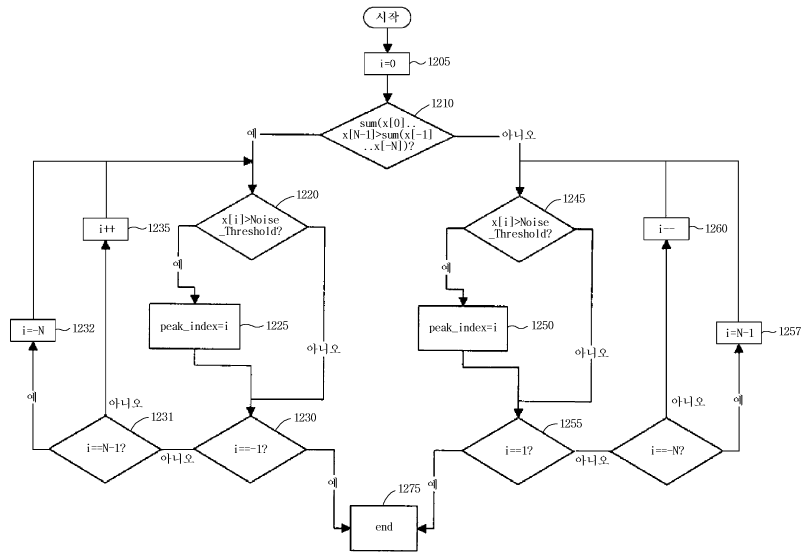 시작
i=0
1205
1210
sum(x[0]..
x[N-1]>sum(x[-1]
..x[-N])?
예
아니오
1220
x[i]>Noise
_Threshold?
1245
x[i]>Noise
_Threshold?
i++
1235
i--
1260
예
예
peak_index=i
1225
peak_index=i
1250
i=-N
1232
i=N-1
1257
아니오
아니오
예
아니오
아니오
예
1231
1230
1255
i==N-1?
아니오
i==-1?
i==1?
아니오
i==-N?
예
예
1275
end